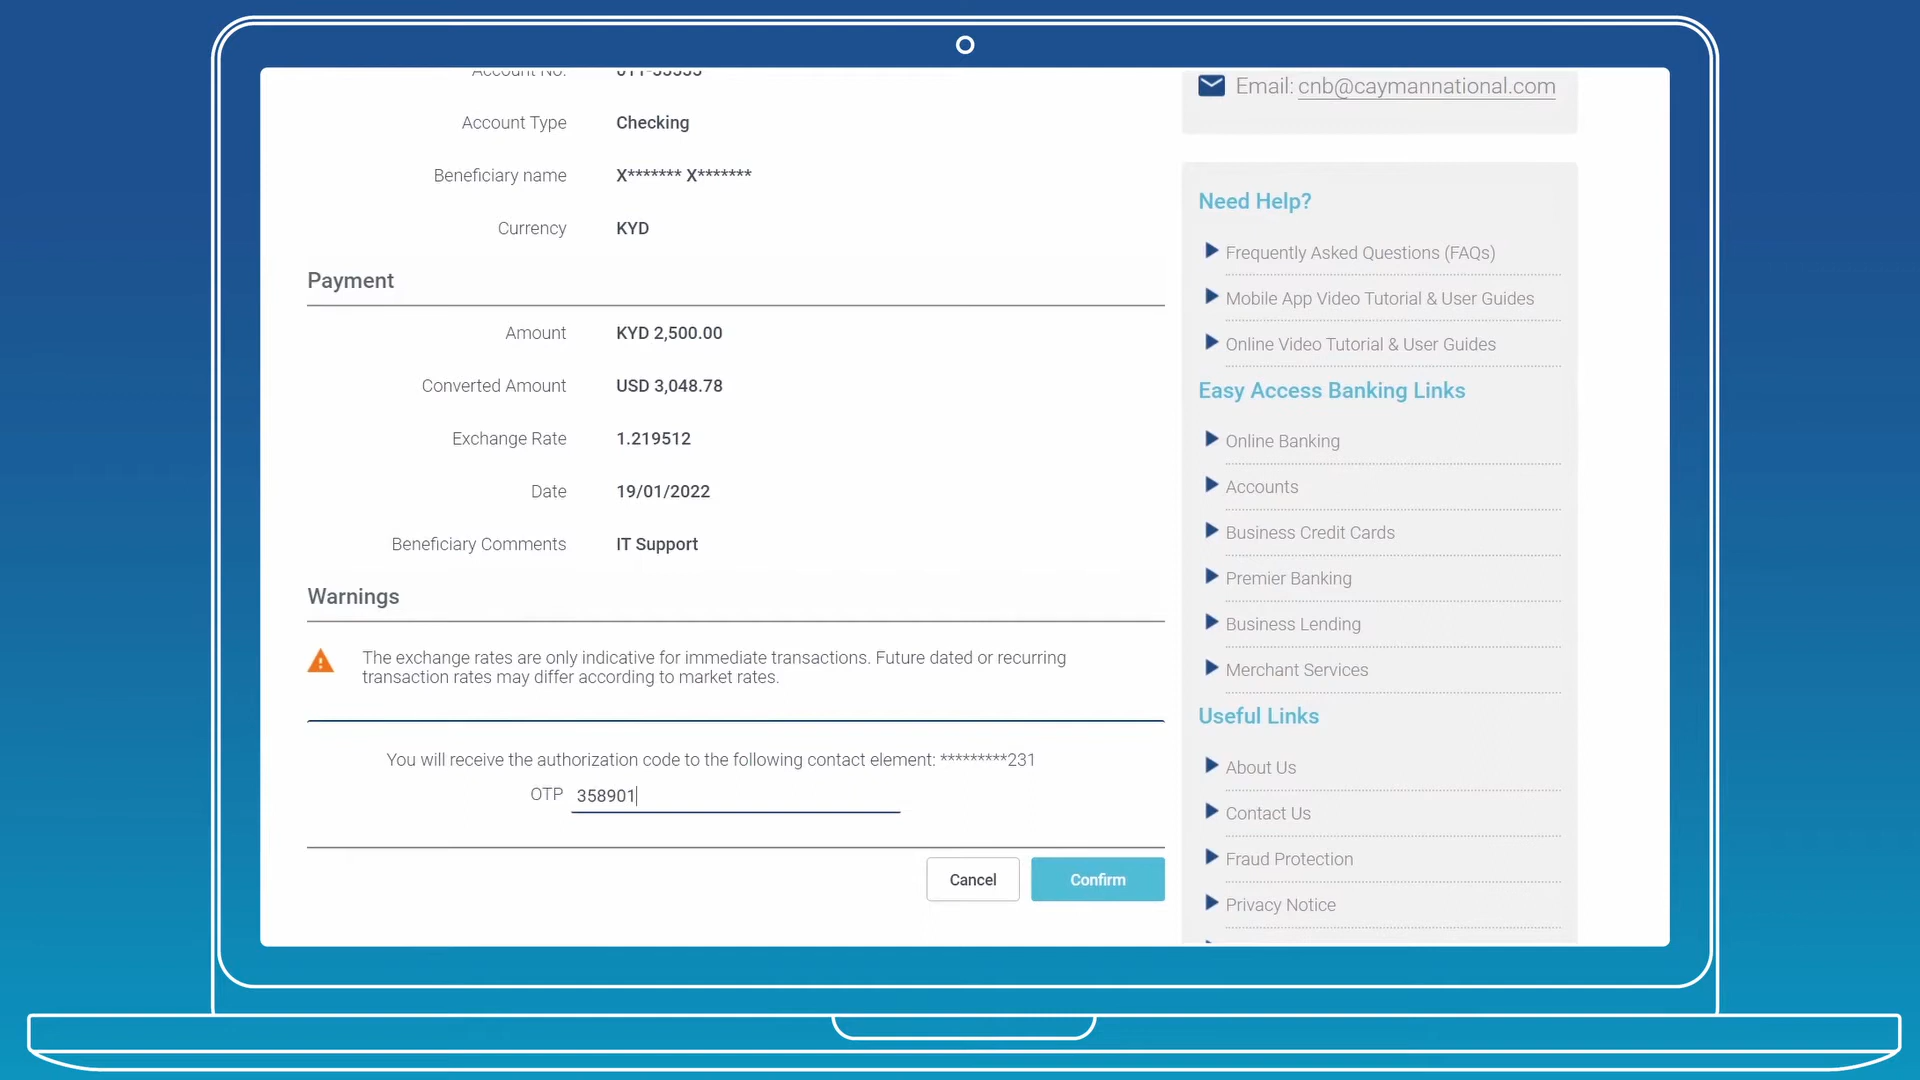 Account No. 011-33333
Email: cnb@caymannational.com
Account Type Checking
Beneficiary name X******* X*******
Currency KYD
Payment
Amount KYD 2,500.00
Converted Amount USD 3,048.78
Exchange Rate 1.219512
Date 19/01/2022
Beneficiary Comments IT Support
Warnings
The exchange rates are only indicative for immediate transactions. Future dated or recurring
transaction rates may differ according to market rates.
You will receive the authorization code to the following contact element: *********231
OTP 358901
Cancel Confirm
Need Help?
Frequently Asked Questions (FAQs)
Mobile App Video Tutorial & User Guides
Online Video Tutorial & User Guides
Easy Access Banking Links
Online Banking
Accounts
Business Credit Cards
Premier Banking
Business Lending
Merchant Services
Useful Links
About Us
Contact Us
Fraud Protection
Privacy Notice